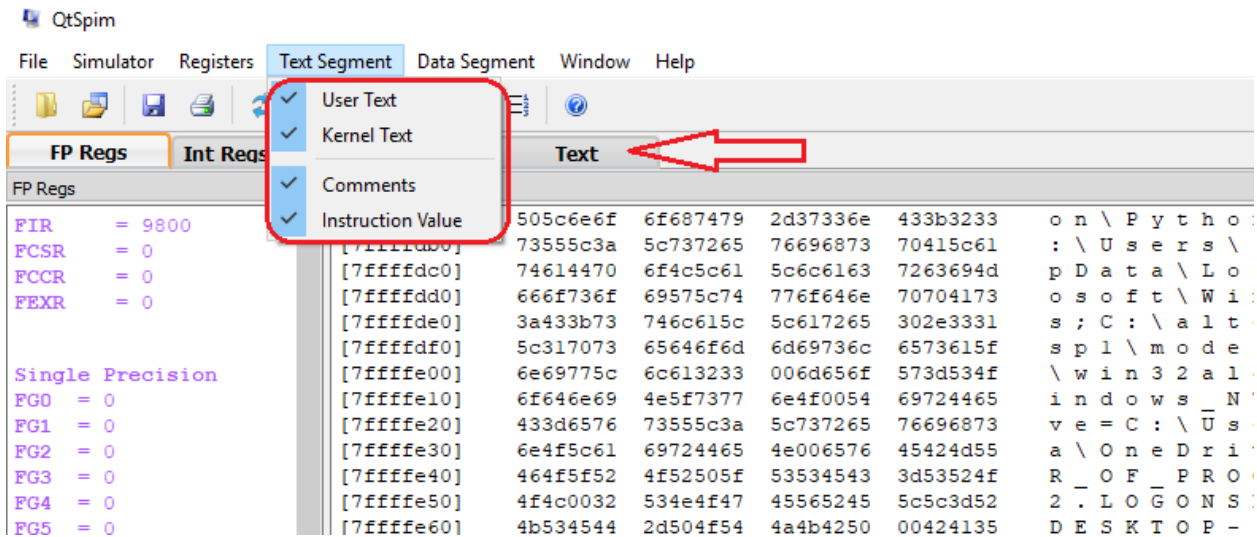 QtSpim
File Simulator Registers Text Segment Data Segment Window Help
User Text
Kernel Text
Comments
Instruction Value
FP Regs Int Regs Text
FP Regs
FIR = 9800
FCSR = 0
FCCR = 0
FEXR = 0
Single Precision
FG0 = 0
FG1 = 0
FG2 = 0
FG3 = 0
FG4 = 0
FG5 = 0
505c6e6f 6f687479 2d37336e 433b3233 o n \ P y t h o
[7ffffdb0] 73555c3a 5c737265 76696873 70415c61 : \ U s e r s \
[7ffffdc0] 74614470 6f4c5c61 5c6c6163 7263694d p D a t a \ L o
[7ffffdd0] 666f736f 69575c74 776f646e 70704173 o s o f t \ W i
[7ffffde0] 3a433b73 746c615c 5c617265 302e3331 s ; C : \ a l t
[7ffffdf0] 5c317073 65646f6d 6d69736c 6573615f s p l \ m o d e
[7ffffe00] 6e69775c 6c613233 006d656f 573d534f \ w i n 3 2 a l
[7ffffe10] 6f646e69 4e5f7377 6e4f0054 69724465 i n d o w s _ N
[7ffffe20] 433d6576 73555c3a 5c737265 76696873 v e = C : \ U s
[7ffffe30] 6e4f5c61 69724465 4e006576 45424d55 a \ O n e D r i
[7ffffe40] 464f5f52 4f52505f 53534543 3d53524f R _ O F _ P R O
[7ffffe50] 4f4c0032 534e4f47 45565245 5c5c3d52 2 . L O G O N S
[7ffffe60] 4b534544 2d504f54 4a4b4250 00424135 D E S K T O P -